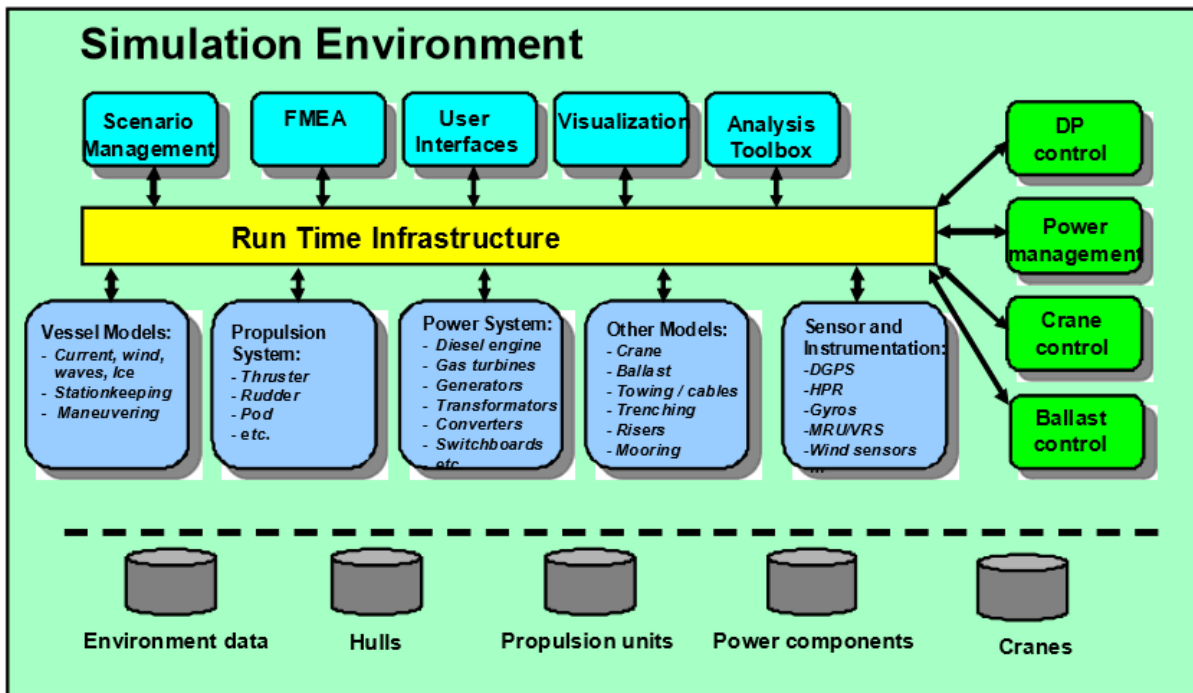 Simulation Environment
Scenario
Management
FMEA
User
Interfaces
Visualization
Analysis
Toolbox
DP
control
Run Time Infrastructure
Power
management
Crane
control
Ballast
control
Vessel Models:
- Current, wind,
waves, Ice
- Stationkeeping
- Maneuvering
Propulsion
System:
- Thruster
- Rudder
- Pod
- etc.
Power System:
- Diesel engine
- Gas turbines
- Generators
- Transformators
- Converters
- Switchboards
- etc
Other Models:
- Crane
- Ballast
- Towing / cables
- Trenching
- Risers
- Mooring
Sensor and
Instrumentation:
-DGPS
-HPR
-Gyros
-MRU/VRS
-Wind sensors
...
Environment data
Hulls
Propulsion units
Power components
Cranes